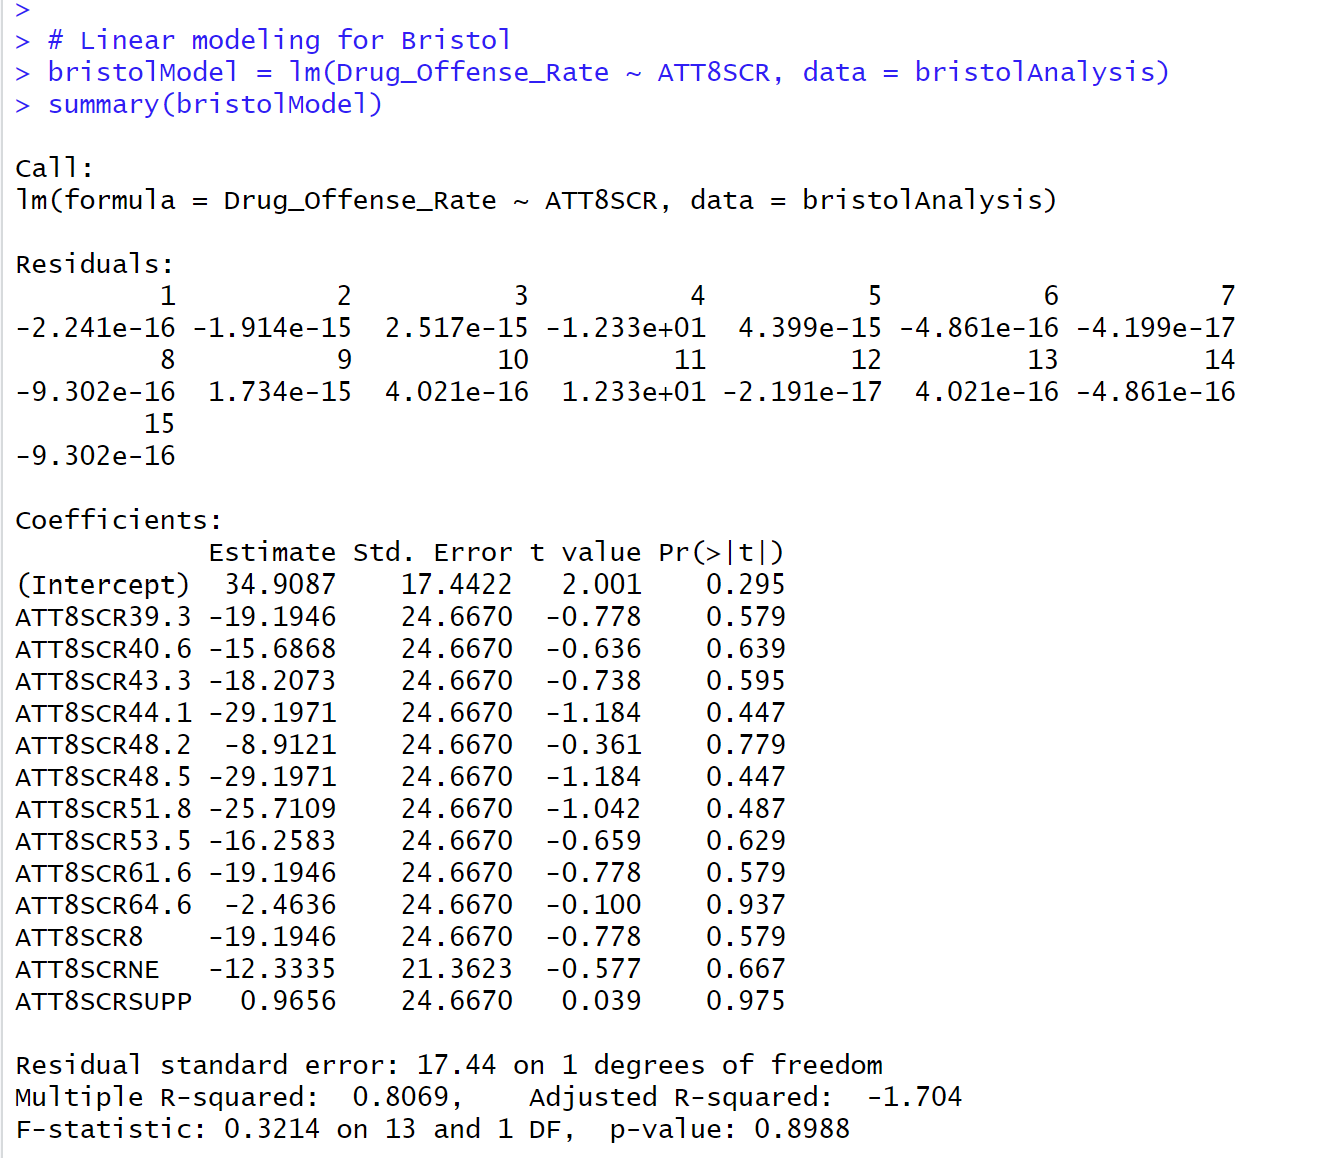 >
> # Linear modeling for Bristol
> bristolModel = lm(Drug_Offense_Rate ~ ATT8SCR, data = bristolAnalysis)
> summary(bristolModel)

Call:
lm(formula = Drug_Offense_Rate ~ ATT8SCR, data = bristolAnalysis)

Residuals:
         1          2          3          4          5          6          7
-2.241e-16 -1.914e-15  2.517e-15 -1.233e+01  4.399e-15 -4.861e-16 -4.199e-17
         8          9         10         11         12         13         14
-9.302e-16  1.734e-15  4.021e-16  1.233e+01 -2.191e-17  4.021e-16 -4.861e-16
        15
-9.302e-16

Coefficients:
            Estimate Std. Error t value Pr(>|t|)
(Intercept)  34.9087    17.4422   2.001    0.295
ATT8SCR39.3 -19.1946    24.6670  -0.778    0.579
ATT8SCR40.6 -15.6868    24.6670  -0.636    0.639
ATT8SCR43.3 -18.2073    24.6670  -0.738    0.595
ATT8SCR44.1 -29.1971    24.6670  -1.184    0.447
ATT8SCR48.2  -8.9121    24.6670  -0.361    0.779
ATT8SCR48.5 -29.1971    24.6670  -1.184    0.447
ATT8SCR51.8 -25.7109    24.6670  -1.042    0.487
ATT8SCR53.5 -16.2583    24.6670  -0.659    0.629
ATT8SCR61.6 -19.1946    24.6670  -0.778    0.579
ATT8SCR64.6  -2.4636    24.6670  -0.100    0.937
ATT8SCR8    -19.1946    24.6670  -0.778    0.579
ATT8SCRNE   -12.3335    21.3623  -0.577    0.667
ATT8SCRSUPP   0.9656    24.6670   0.039    0.975

Residual standard error: 17.44 on 1 degrees of freedom
Multiple R-squared:  0.8069,    Adjusted R-squared:  -1.704
F-statistic: 0.3214 on 13 and 1 DF,  p-value: 0.8988